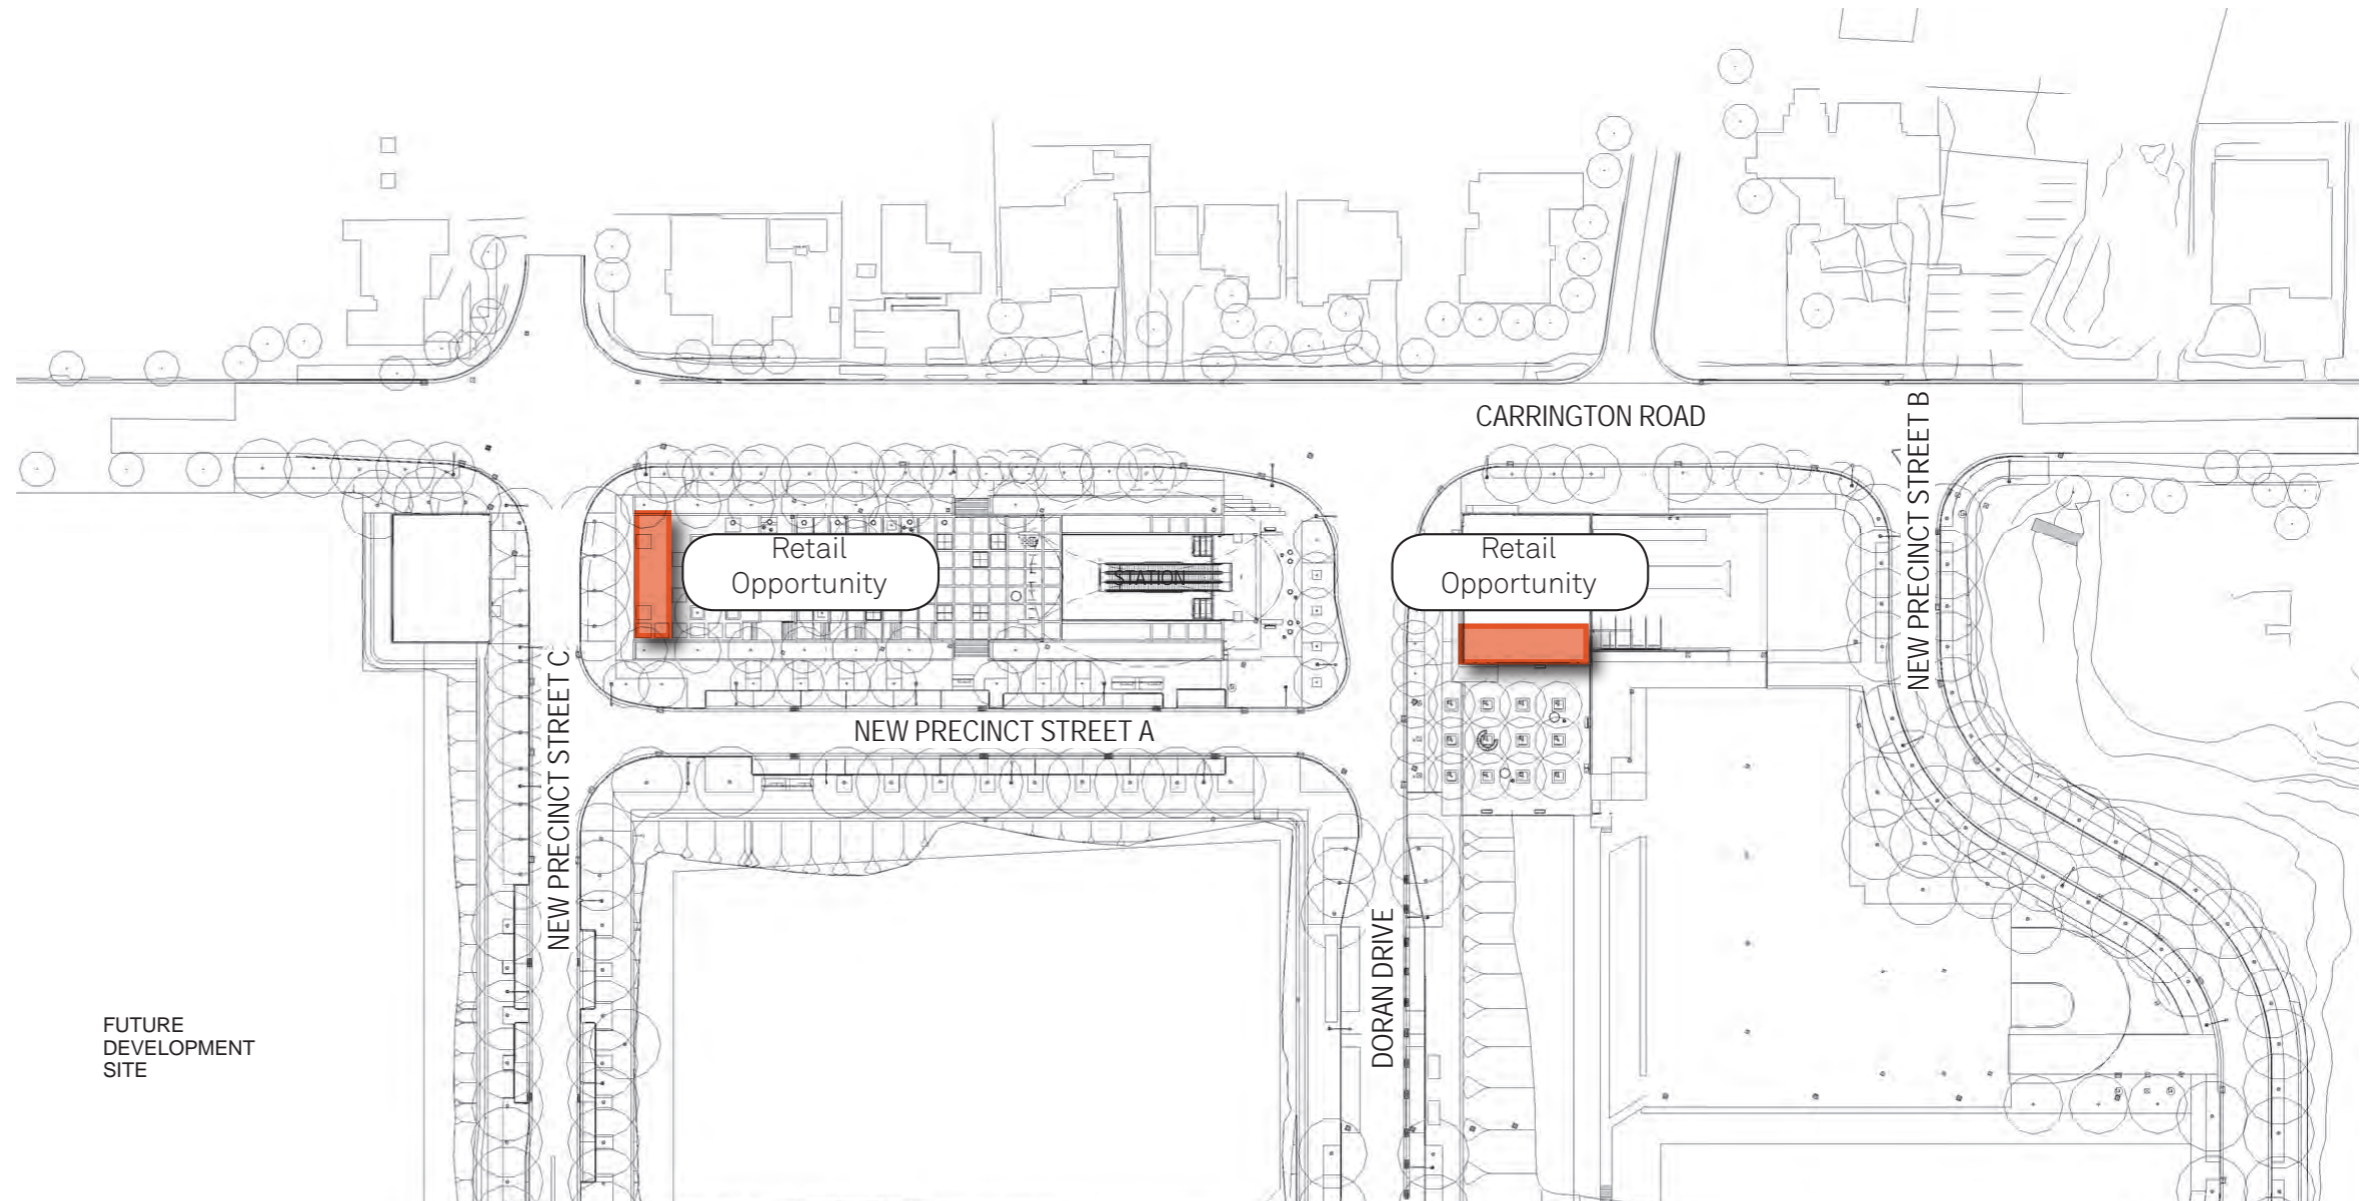 CARRINGTON ROAD
NEW PRECINCT STREET B
Retail
Opportunity
STATION
Retail
Opportunity
NEW PRECINCT STREET C
NEW PRECINCT STREET A
DORAN DRIVE
FUTURE
DEVELOPMENT
SITE